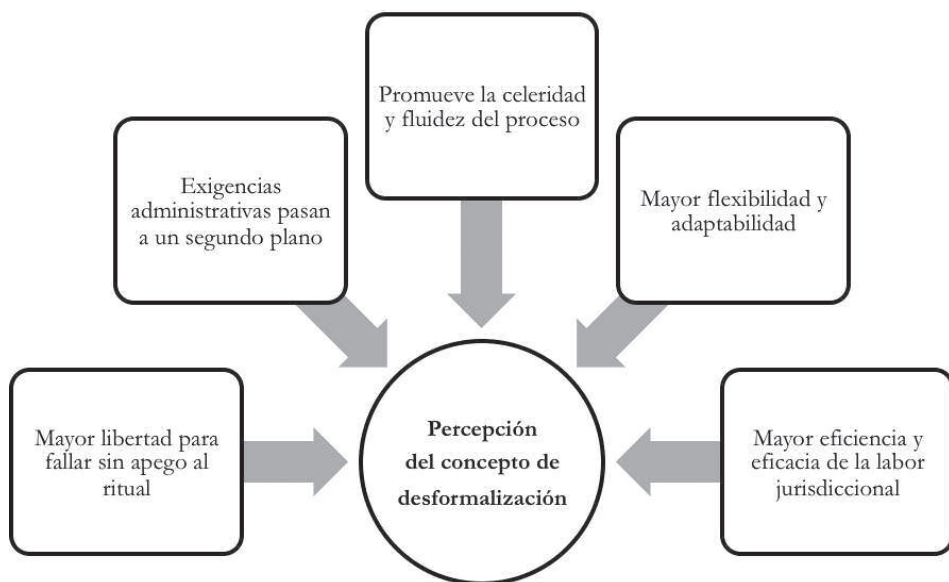 Promueve la celeridad
y fluidez del proceso
Exigencias
administrativas pasan
a un segundo plano
Mayor flexibilidad y
adaptabilidad
Mayor libertad para
fallar sin apego al
ritual
Percepción
del concepto de
desformalización
Mayor eficiencia y
eficacia de la labor
jurisdiccional